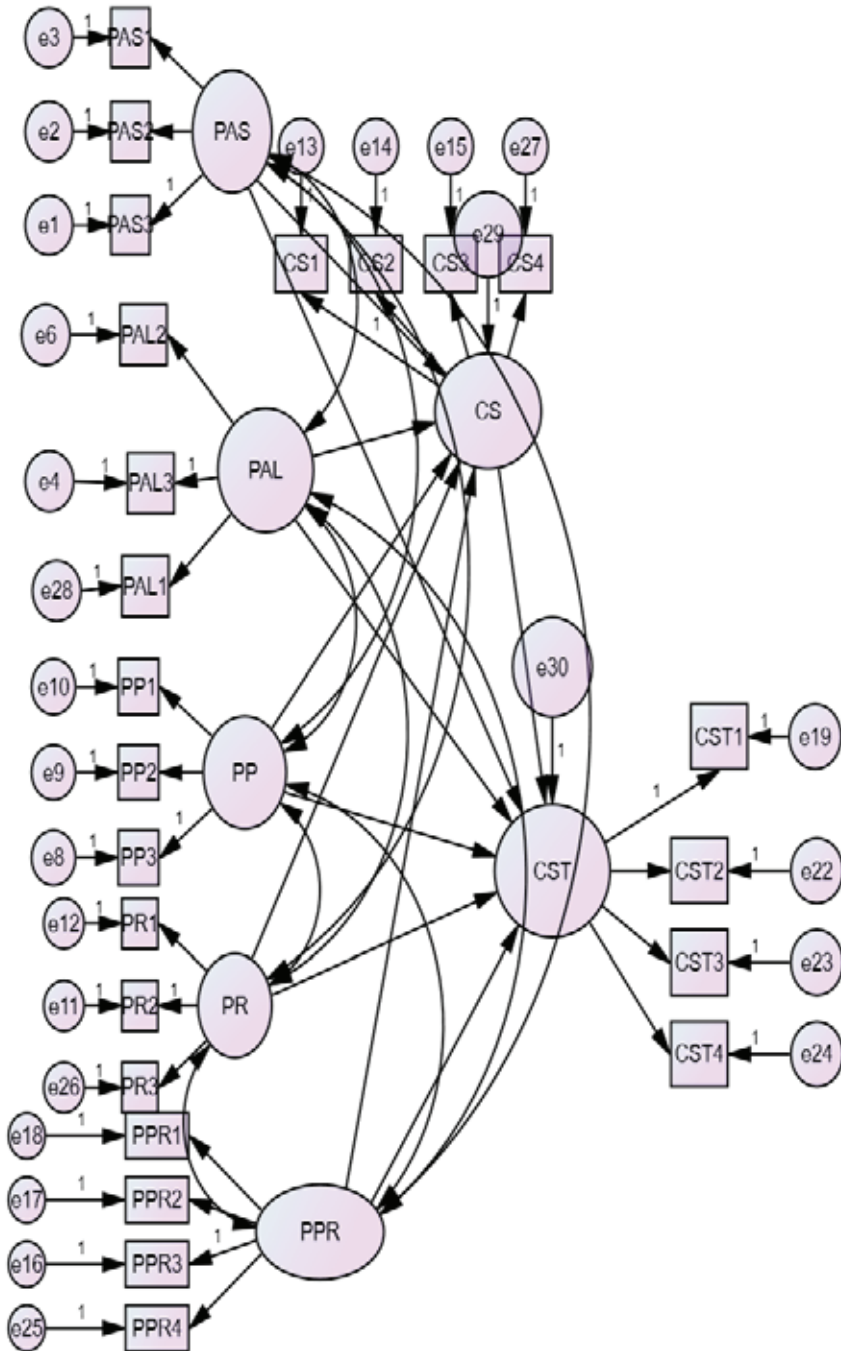 e3 1 PAS1
PAS
e2 1 PAS2
e1 1 PAS3 1
e13 e14 e15 e27
1 1 1 1
e29
CS1 CS2 CS3 CS4
1
1
CS
e6 1 PAL2
PAL
e4 1 PAL3 1
e28 1 PAL1
e10 1 PP1
PP
e9 1 PP2
e8 1 PP3 1
e30
1
CST
1
CST1 1 e19
CST2 1 e22
CST3 1 e23
CST4 1 e24
e12 1 PR1
PR
e11 1 PR2 1
e26 1 PR3
e18 1 PPR1
e17 1 PPR2
PPR
e16 1 PPR3 1
e25 1 PPR4